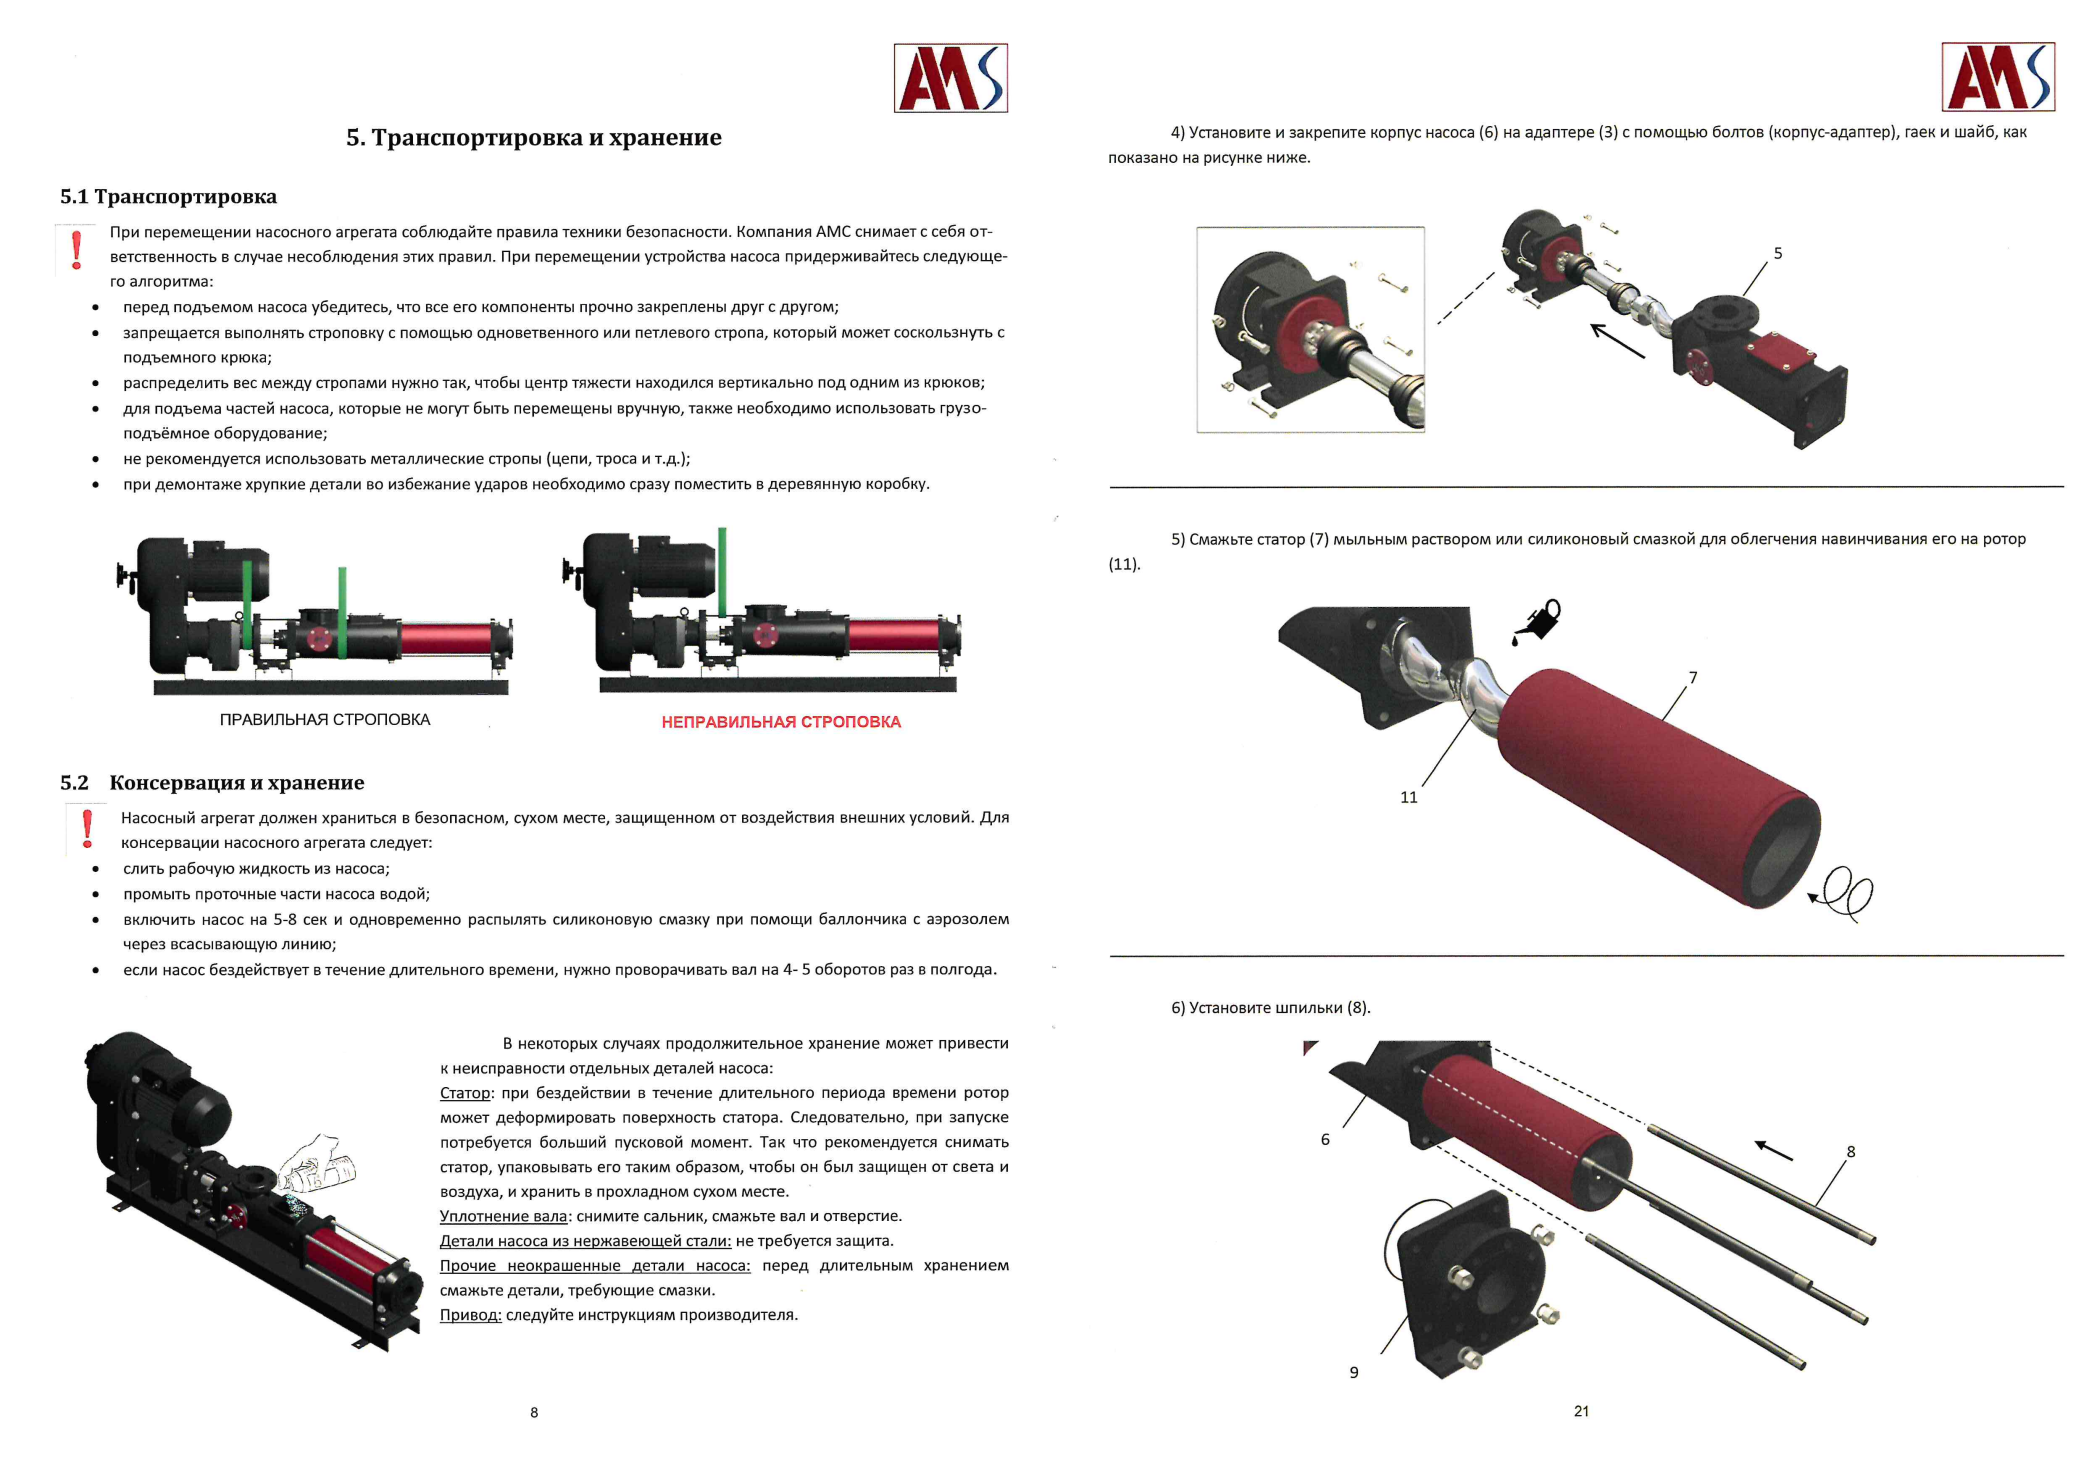 AMS
5. Транспортировка и хранение
5.1 Транспортировка
При перемещении насосного агрегата соблюдайте правила техники безопасности. Компания АМС снимает с себя от-
ветственность в случае несоблюдения этих правил. При перемещении устройства насоса придерживайтесь следующе-
го алгоритма:
• перед подъемом насоса убедитесь, что все его компоненты прочно закреплены друг с другом;
• запрещается выполнять строповку с помощью одноветвенного или петлевого стропа, который может соскользнуть с
подъемного крюка;
• распределить вес между стропами нужно так, чтобы центр тяжести находился вертикально под одним из крюков;
• для подъема частей насоса, которые не могут быть перемещены вручную, также необходимо использовать грузо-
подъёмное оборудование;
• не рекомендуется использовать металлические стропы (цепи, троса и т.д.);
• при демонтаже хрупкие детали во избежание ударов необходимо сразу поместить в деревянную коробку.
ПРАВИЛЬНАЯ СТРОПОВКА
НЕПРАВИЛЬНАЯ СТРОПОВКА
5.2 Консервация и хранение
Насосный агрегат должен храниться в безопасном, сухом месте, защищенном от воздействия внешних условий. Для
консервации насосного агрегата следует:
• слить рабочую жидкость из насоса;
• промыть проточные части насоса водой;
• включить насос на 5-8 сек и одновременно распылять силиконовую смазку при помощи баллончика с аэрозолем
через всасывающую линию;
• если насос бездействует в течение длительного времени, нужно проворачивать вал на 4- 5 оборотов раз в полгода.
В некоторых случаях продолжительное хранение может привести
к неисправности отдельных деталей насоса:
Статор: при бездействии в течение длительного периода времени ротор
может деформировать поверхность статора. Следовательно, при запуске
потребуется больший пусковой момент. Так что рекомендуется снимать
статор, упаковывать его таким образом, чтобы он был защищен от света и
воздуха, и хранить в прохладном сухом месте.
Уплотнение вала: снимите сальник, смажьте вал и отверстие.
Детали насоса из нержавеющей стали: не требуется защита.
Прочие неокрашенные детали насоса: перед длительным хранением
смажьте детали, требующие смазки.
Привод: следуйте инструкциям производителя.
8
AMS
4) Установите и закрепите корпус насоса (6) на адаптере (3) с помощью болтов (корпус-адаптер), гаек и шайб, как
показано на рисунке ниже.
5
5) Смажьте статор (7) мыльным раствором или силиконовый смазкой для облегчения навинчивания его на ротор
(11).
7
11
6) Установите шпильки (8).
6
8
9
21